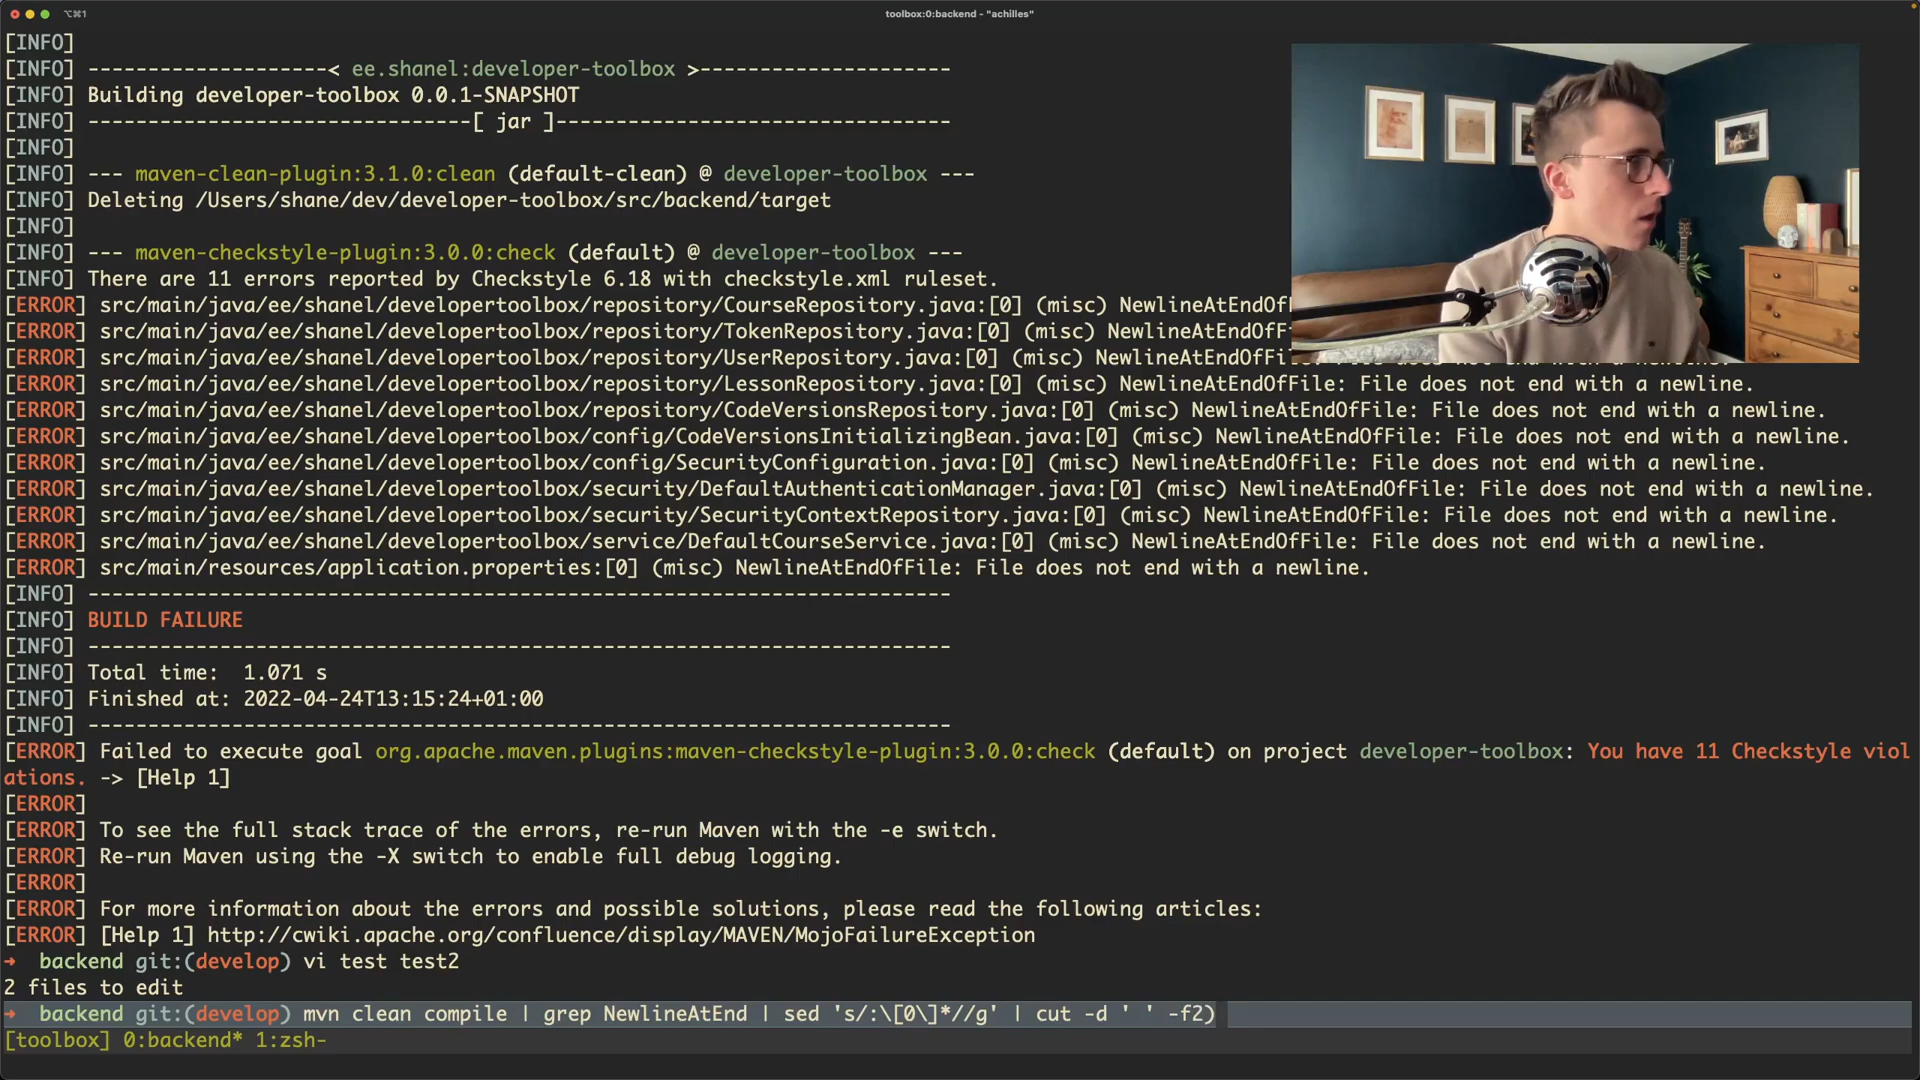 ⌥⌘1
toolbox:0:backend - "achilles"
[INFO]
[INFO] --------------------< ee.shanel:developer-toolbox >---------------------
[INFO] Building developer-toolbox 0.0.1-SNAPSHOT
[INFO] --------------------------------[ jar ]---------------------------------
[INFO]
[INFO] --- maven-clean-plugin:3.1.0:clean (default-clean) @ developer-toolbox ---
[INFO] Deleting /Users/shane/dev/developer-toolbox/src/backend/target
[INFO]
[INFO] --- maven-checkstyle-plugin:3.0.0:check (default) @ developer-toolbox ---
[INFO] There are 11 errors reported by Checkstyle 6.18 with checkstyle.xml ruleset.
[ERROR] src/main/java/ee/shanel/developertoolbox/repository/CourseRepository.java:[0] (misc) NewlineAtEndOf
[ERROR] src/main/java/ee/shanel/developertoolbox/repository/TokenRepository.java:[0] (misc) NewlineAtEndOfF
[ERROR] src/main/java/ee/shanel/developertoolbox/repository/UserRepository.java:[0] (misc) NewlineAtEndOfFile: File does not end with a newline.
[ERROR] src/main/java/ee/shanel/developertoolbox/repository/LessonRepository.java:[0] (misc) NewlineAtEndOfFile: File does not end with a newline.
[ERROR] src/main/java/ee/shanel/developertoolbox/repository/CodeVersionsRepository.java:[0] (misc) NewlineAtEndOfFile: File does not end with a newline.
[ERROR] src/main/java/ee/shanel/developertoolbox/config/CodeVersionsInitializingBean.java:[0] (misc) NewlineAtEndOfFile: File does not end with a newline.
[ERROR] src/main/java/ee/shanel/developertoolbox/config/SecurityConfiguration.java:[0] (misc) NewlineAtEndOfFile: File does not end with a newline.
[ERROR] src/main/java/ee/shanel/developertoolbox/security/DefaultAuthenticationManager.java:[0] (misc) NewlineAtEndOfFile: File does not end with a newline.
[ERROR] src/main/java/ee/shanel/developertoolbox/security/SecurityContextRepository.java:[0] (misc) NewlineAtEndOfFile: File does not end with a newline.
[ERROR] src/main/java/ee/shanel/developertoolbox/service/DefaultCourseService.java:[0] (misc) NewlineAtEndOfFile: File does not end with a newline.
[ERROR] src/main/resources/application.properties:[0] (misc) NewlineAtEndOfFile: File does not end with a newline.
[INFO] ------------------------------------------------------------------------
[INFO] BUILD FAILURE
[INFO] ------------------------------------------------------------------------
[INFO] Total time:  1.071 s
[INFO] Finished at: 2022-04-24T13:15:24+01:00
[INFO] ------------------------------------------------------------------------
[ERROR] Failed to execute goal org.apache.maven.plugins:maven-checkstyle-plugin:3.0.0:check (default) on project developer-toolbox: You have 11 Checkstyle viol
ations. -> [Help 1]
[ERROR]
[ERROR] To see the full stack trace of the errors, re-run Maven with the -e switch.
[ERROR] Re-run Maven using the -X switch to enable full debug logging.
[ERROR]
[ERROR] For more information about the errors and possible solutions, please read the following articles:
[ERROR] [Help 1] http://cwiki.apache.org/confluence/display/MAVEN/MojoFailureException
➜  backend git:(develop) vi test test2
2 files to edit
➜  backend git:(develop) mvn clean compile | grep NewlineAtEnd | sed 's/:\[0\]*//g' | cut -d ' ' -f2)
[toolbox] 0:backend* 1:zsh-